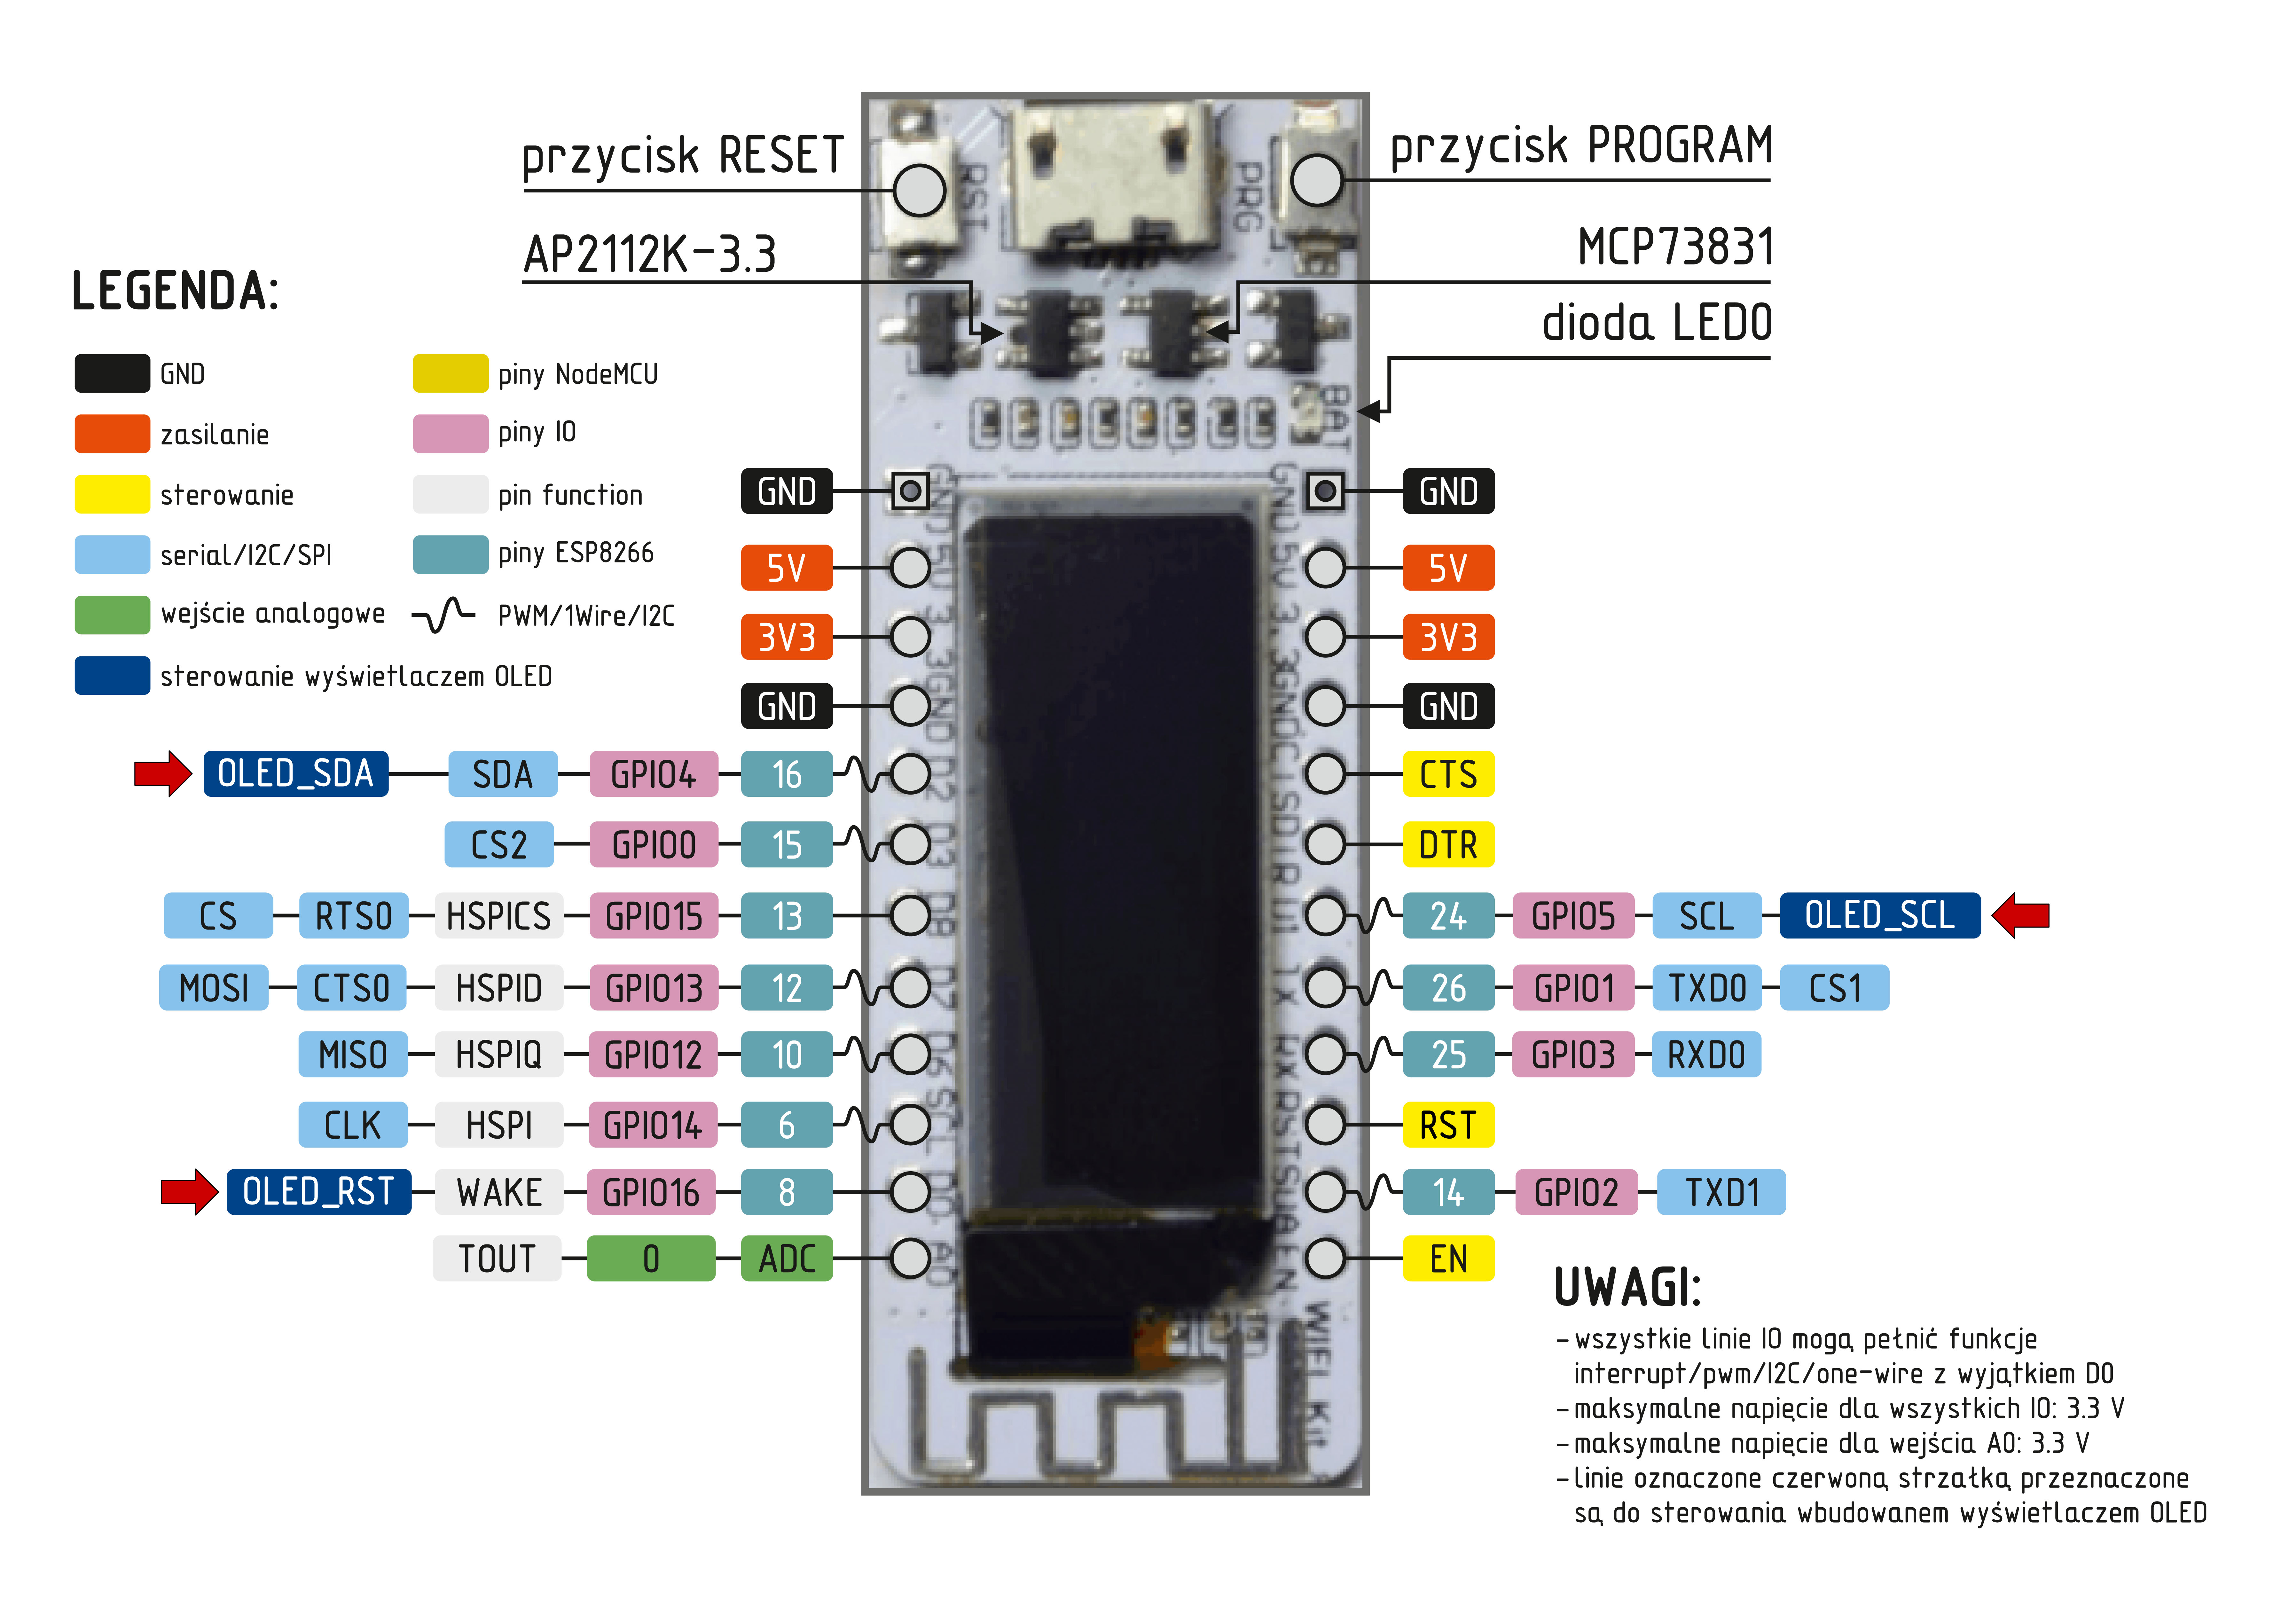 przycisk RESET
przycisk PROGRAM
AP2112K-3.3
MCP73831
dioda LED0
RST
PRG
BAT
LEGENDA:
GND
piny NodeMCU
zasilanie
piny IO
sterowanie
pin function
serial/I2C/SPI
piny ESP8266
wejście analogowe
PWM/1Wire/I2C
sterowanie wyświetlaczem OLED
GND GND
5V 5V
3V3 3V3
GND GND
OLED_SDA SDA GPIO4 16 CTS
CS2 GPIO0 15 DTR
CS RTS0 HSPICS GPIO15 13 24 GPIO5 SCL OLED_SCL
MOSI CTS0 HSPID GPIO13 12 26 GPIO1 TXD0 CS1
MISO HSPIQ GPIO12 10 25 GPIO3 RXD0
CLK HSPI GPIO14 6 RST
OLED_RST WAKE GPIO16 8 14 GPIO2 TXD1
TOUT 0 ADC EN
WIFI Kit
UWAGI:
- wszystkie linie IO mogą pełnić funkcje
interrupt/pwm/I2C/one-wire z wyjątkiem D0
- maksymalne napięcie dla wszystkich IO: 3.3 V
- maksymalne napięcie dla wejścia A0: 3.3 V
- linie oznaczone czerwoną strzałką przeznaczone
są do sterowania wbudowanem wyświetlaczem OLED